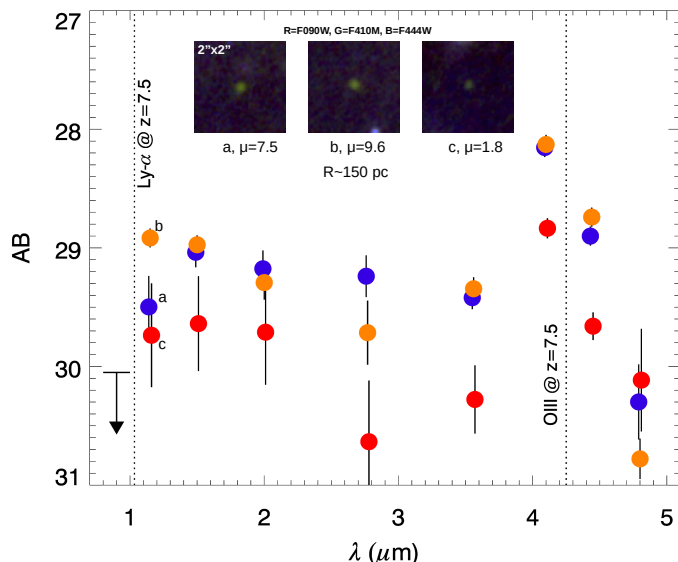 R=F090W, G=F410M, B=F444W
2”x2”
a, μ=7.5
b, μ=9.6
c, μ=1.8
R~150 pc
Ly-α @ z=7.5
OIII @ z=7.5
b
a
c
AB
27
28
29
30
31
1
2
3
4
5
λ (μm)